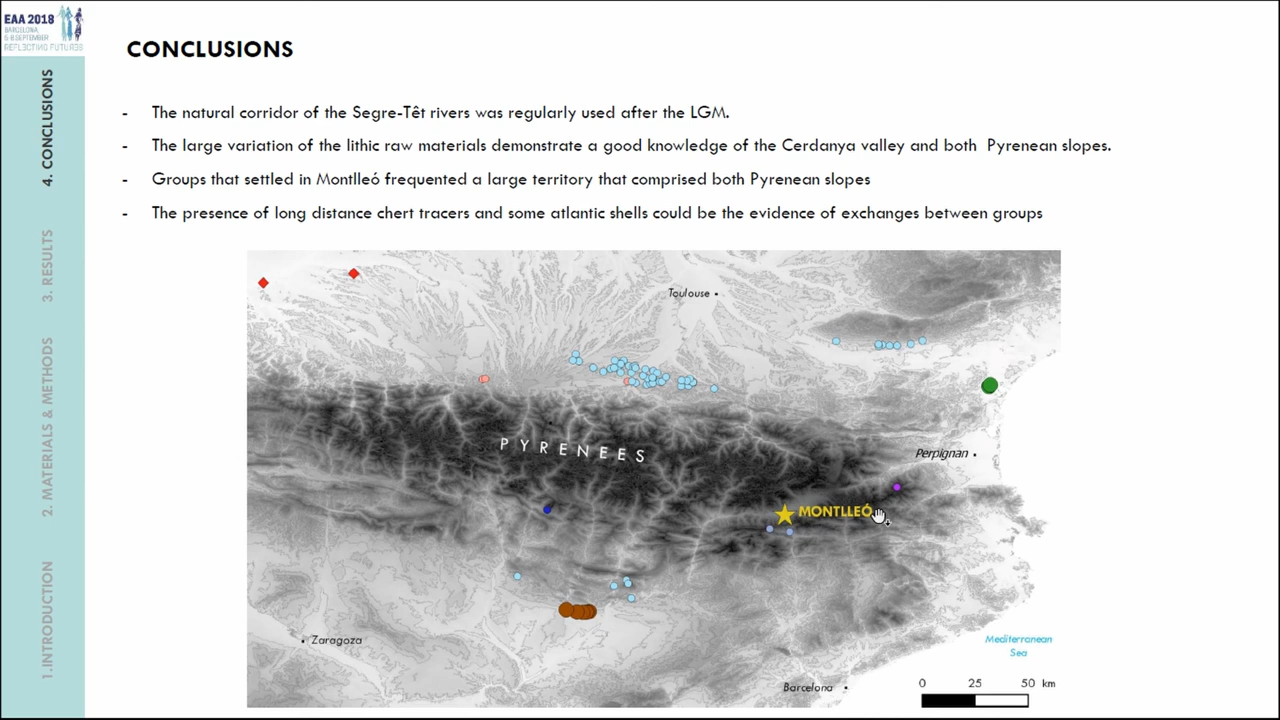 EAA 2018
BARCELONA
5-8 SEPTEMBER
REFLECTING FUTURES
CONCLUSIONS
- The natural corridor of the Segre-Têt rivers was regularly used after the LGM.
- The large variation of the lithic raw materials demonstrate a good knowledge of the Cerdanya valley and both Pyrenean slopes.
- Groups that settled in Montlleó frequented a large territory that comprised both Pyrenean slopes
- The presence of long distance chert tracers and some atlantic shells could be the evidence of exchanges between groups
4. CONCLUSIONS
3. RESULTS
2. MATERIALS & METHODS
1.INTRODUCTION
Toulouse
PYRENEES
Perpignan
MONTLLEÓ
Zaragoza
Mediterranean
Sea
Barcelona
0 25 50 km